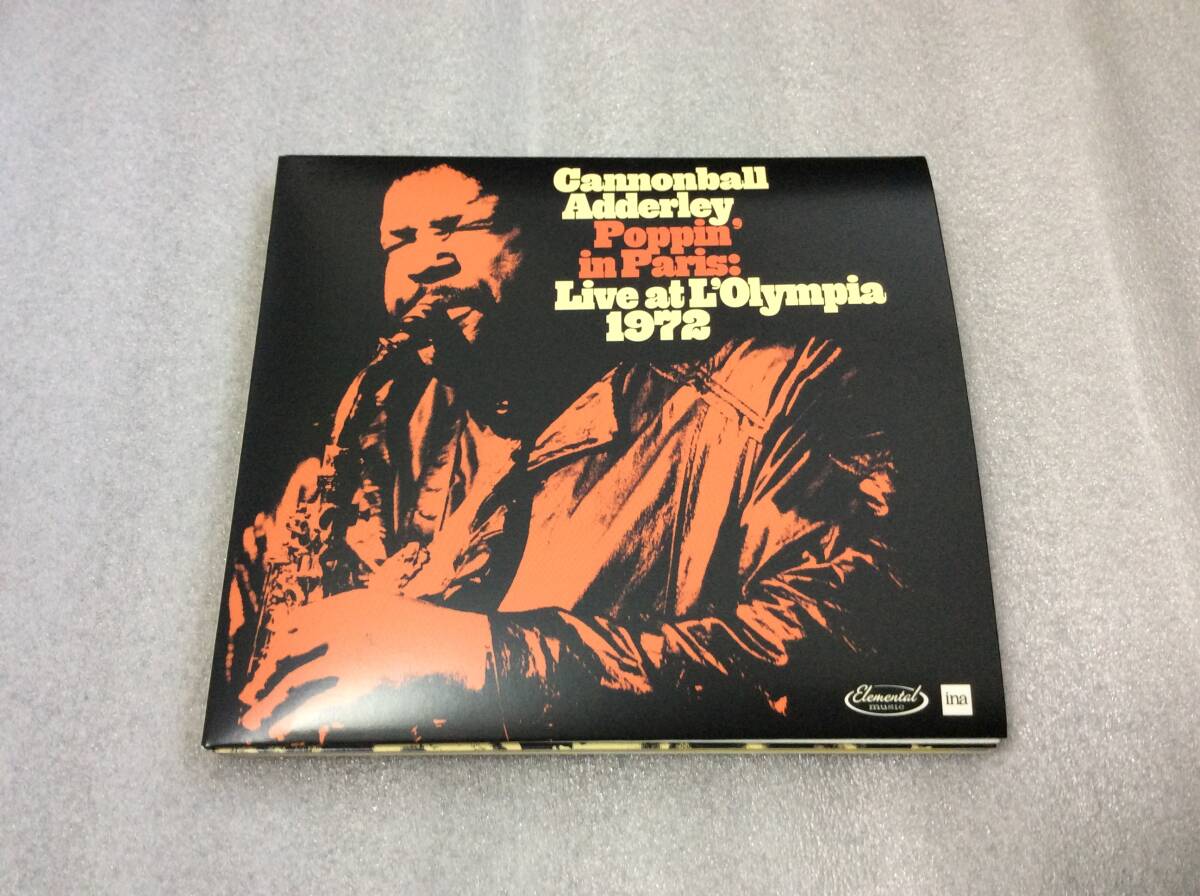 Cannonball
Adderley
Poppin'
in Paris:
Live at L'Olympia
1972
Elemental
music
ina